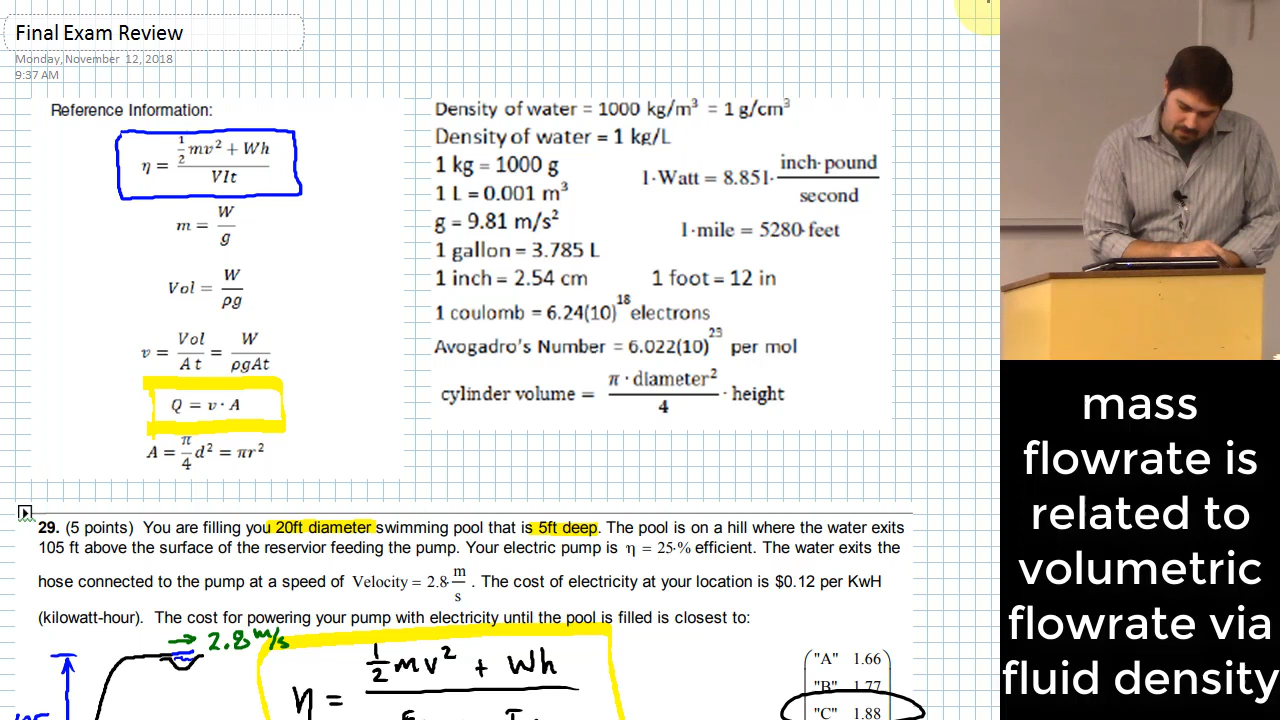 Final Exam Review
Monday, November 12, 2018
9:37 AM
Reference Information:
η = (1/2 mv² + Wh) / VIt
m = W / g
Vol = W / ρg
v = Vol / A t = W / ρgAt
Q = v · A
A = π/4 d² = πr²
Density of water = 1000 kg/m³ = 1 g/cm³
Density of water = 1 kg/L
1 kg = 1000 g
1 L = 0.001 m³
g = 9.81 m/s²
1 gallon = 3.785 L
1 inch = 2.54 cm
1 foot = 12 in
1·Watt = 8.851· inch·pound / second
1·mile = 5280·feet
1 coulomb = 6.24(10)¹⁸ electrons
Avogadro's Number = 6.022(10)²³ per mol
cylinder volume = π · diameter² / 4 · height
29. (5 points) You are filling you 20ft diameter swimming pool that is 5ft deep. The pool is on a hill where the water exits
105 ft above the surface of the reservior feeding the pump. Your electric pump is η = 25·% efficient. The water exits the
hose connected to the pump at a speed of Velocity = 2.8· m/s . The cost of electricity at your location is $0.12 per KwH
(kilowatt-hour). The cost for powering your pump with electricity until the pool is filled is closest to:
→ 2.8 m/s
η = 1/2 mv² + Wh
"A" 1.66
"B" 1.77
"C" 1.88
mass
flowrate is
related to
volumetric
flowrate via
fluid density